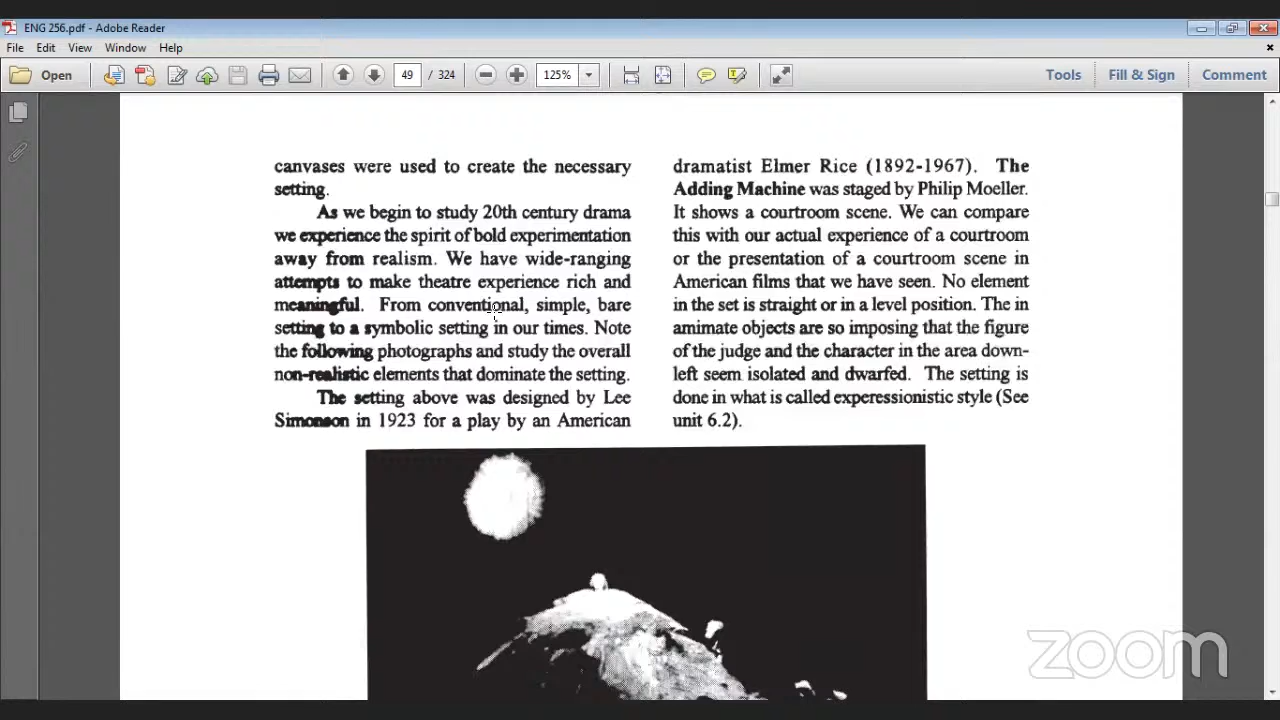 ENG 256.pdf - Adobe Reader
File Edit View Window Help
Open 49 / 324 125% Tools Fill & Sign Comment
canvases were used to create the necessary
setting.
As we begin to study 20th century drama
we experience the spirit of bold experimentation
away from realism. We have wide-ranging
attempts to make theatre experience rich and
meaningful. From conventional, simple, bare
setting to a symbolic setting in our times. Note
the following photographs and study the overall
non-realistic elements that dominate the setting.
The setting above was designed by Lee
Simonson in 1923 for a play by an American
dramatist Elmer Rice (1892-1967). The
Adding Machine was staged by Philip Moeller.
It shows a courtroom scene. We can compare
this with our actual experience of a courtroom
or the presentation of a courtroom scene in
American films that we have seen. No element
in the set is straight or in a level position. The in
amimate objects are so imposing that the figure
of the judge and the character in the area down-
left seem isolated and dwarfed. The setting is
done in what is called experessionistic style (See
unit 6.2).
zoom